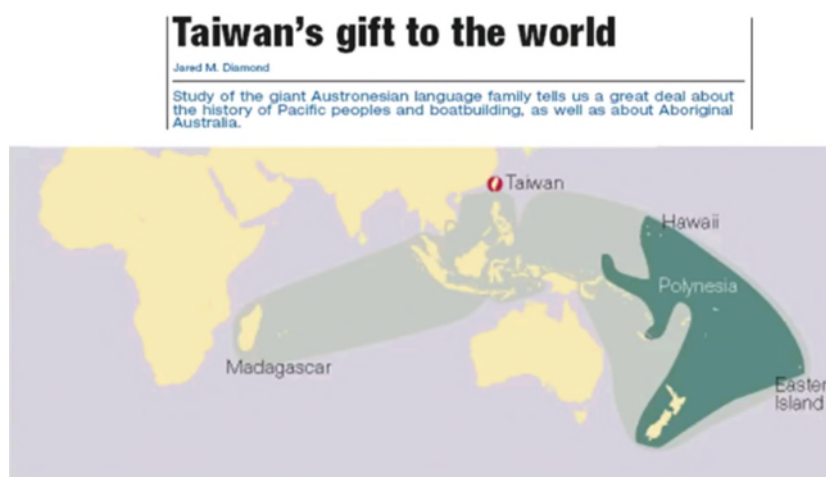 Taiwan's gift to the world
Jared M. Diamond
Study of the giant Austronesian language family tells us a great deal about
the history of Pacific peoples and boatbuilding, as well as about Aboriginal
Australia.
Taiwan
Hawaii
Polynesia
Madagascar
Easter
Island